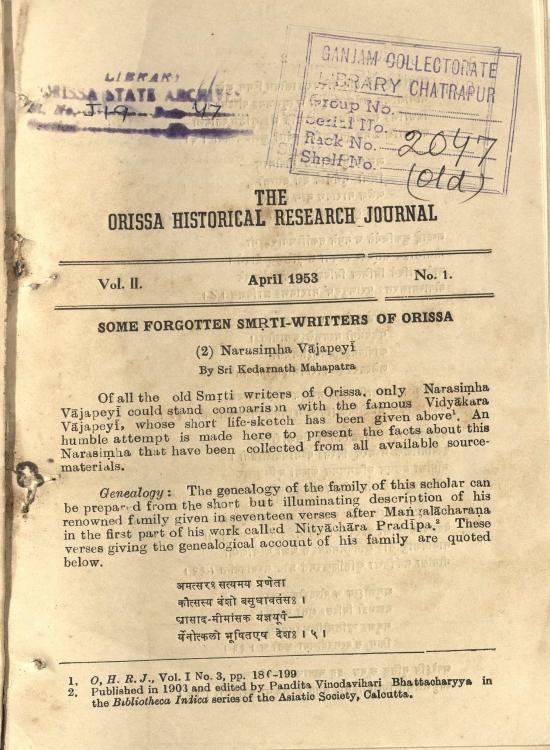 LIBRARY
ORISSA STATE ARCHIVES
J-19 47
GANJAM COLLECTORATE
LIBRARY CHATRAPUR
Group No.
Serial No.
Rack No. 2047
Shelf No. (old)
THE
ORISSA HISTORICAL RESEARCH JOURNAL
Vol. II. April 1953 No. 1.
SOME FORGOTTEN SMṚTI-WRITTERS OF ORISSA
(2) Narasiṃha Vājapeyī
By Sri Kedarnath Mahapatra
Of all the old Smṛti writers of Orissa, only Narasiṃha
Vājapeyī could stand comparison with the famous Vidyākara
Vājapeyī, whose short life-sketch has been given above¹. An
humble attempt is made here to present the facts about this
Narasiṃha that have been collected from all available source-
materials.
Genealogy : The genealogy of the family of this scholar can
be prepared from the short but illuminating description of his
renowned family given in seventeen verses after Mangalācharaṇa
in the first part of his work called Nityāchāra Pradīpa.² These
verses giving the genealogical account of his family are quoted
below.
अमत्सरः सत्यमय प्रणेता
कौत्सस्य बंशो बसुधावतंसः ।
प्रासाद-मीमांसक यज्ञयूपै—
र्येनोत्कलो भूषितएष देशः । ५ ।
1. O, H. R. J., Vol. I No. 3, pp. 186-199
2. Published in 1903 and edited by Pandita Vinodavihari Bhattacharyya in
the Bibliotheca Indica series of the Asiatic Society, Calcutta.